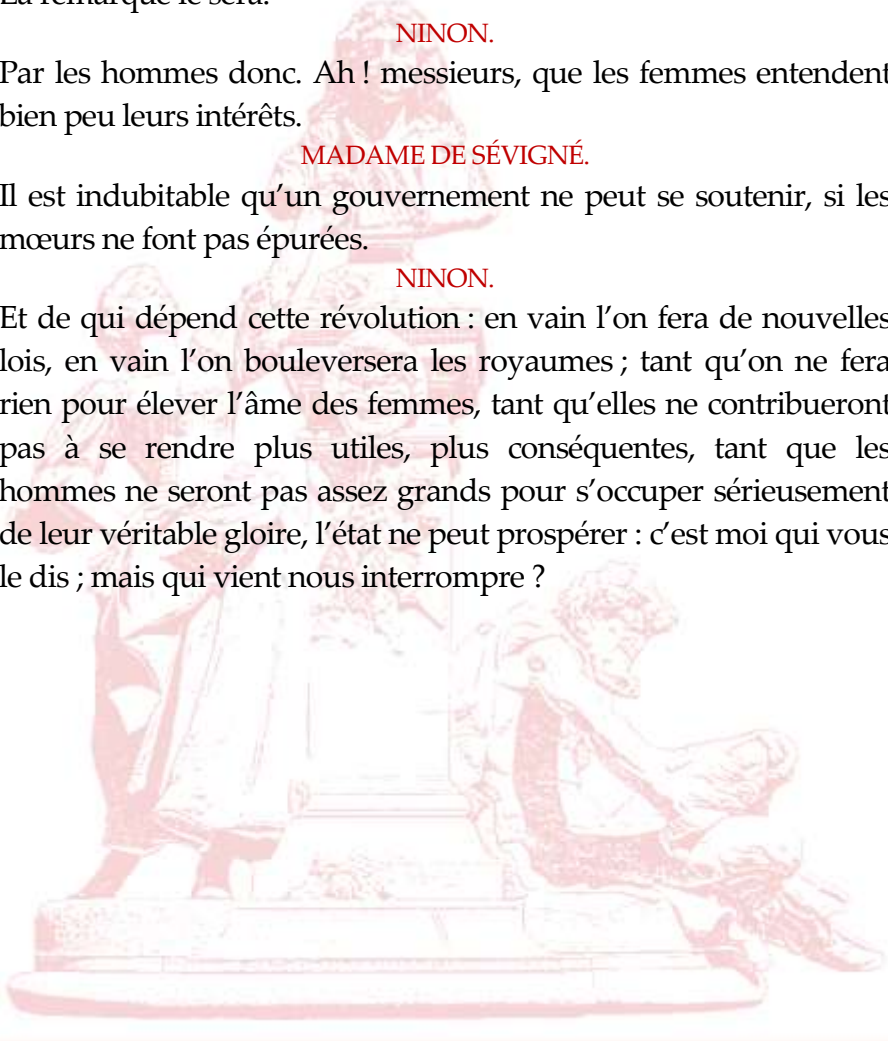 La remarque le sera.
NINON.
Par les hommes donc. Ah ! messieurs, que les femmes entendent
bien peu leurs intérêts.
MADAME DE SÉVIGNÉ.
Il est indubitable qu’un gouvernement ne peut se soutenir, si les
mœurs ne font pas épurées.
NINON.
Et de qui dépend cette révolution : en vain l’on fera de nouvelles
lois, en vain l’on bouleversera les royaumes ; tant qu’on ne fera
rien pour élever l’âme des femmes, tant qu’elles ne contribueront
pas à se rendre plus utiles, plus conséquentes, tant que les
hommes ne seront pas assez grands pour s’occuper sérieusement
de leur véritable gloire, l’état ne peut prospérer : c’est moi qui vous
le dis ; mais qui vient nous interrompre ?